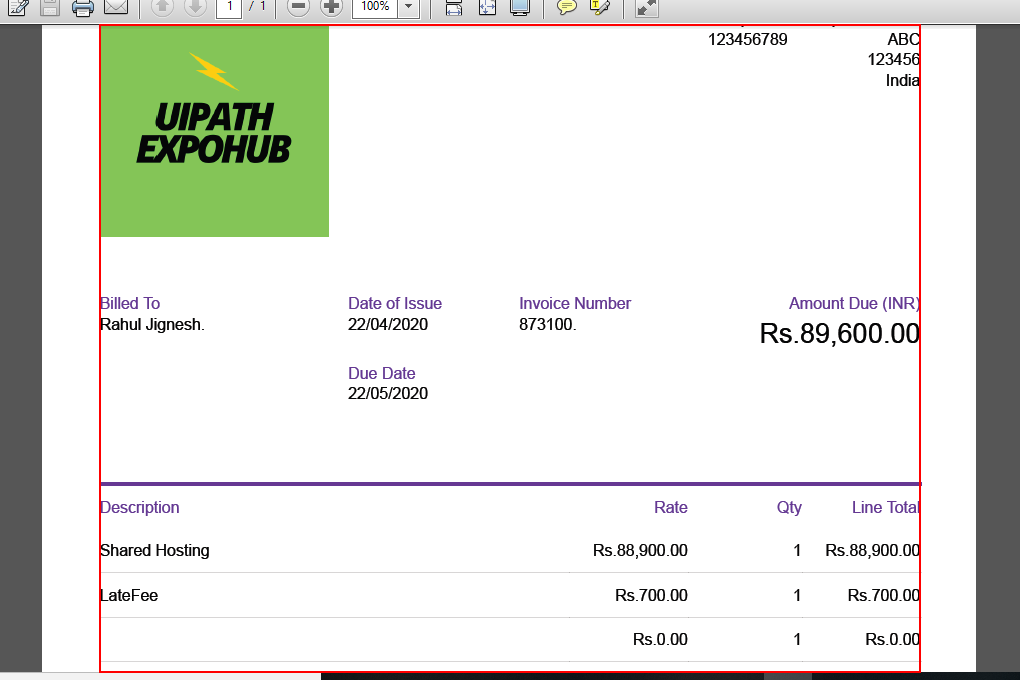 1 / 1 100%
123456789 ABC
123456
India
UIPATH
EXPOHUB
Billed To Date of Issue Invoice Number Amount Due (INR)
Rahul Jignesh. 22/04/2020 873100. Rs.89,600.00
Due Date
22/05/2020
Description Rate Qty Line Total
Shared Hosting Rs.88,900.00 1 Rs.88,900.00
LateFee Rs.700.00 1 Rs.700.00
Rs.0.00 1 Rs.0.00